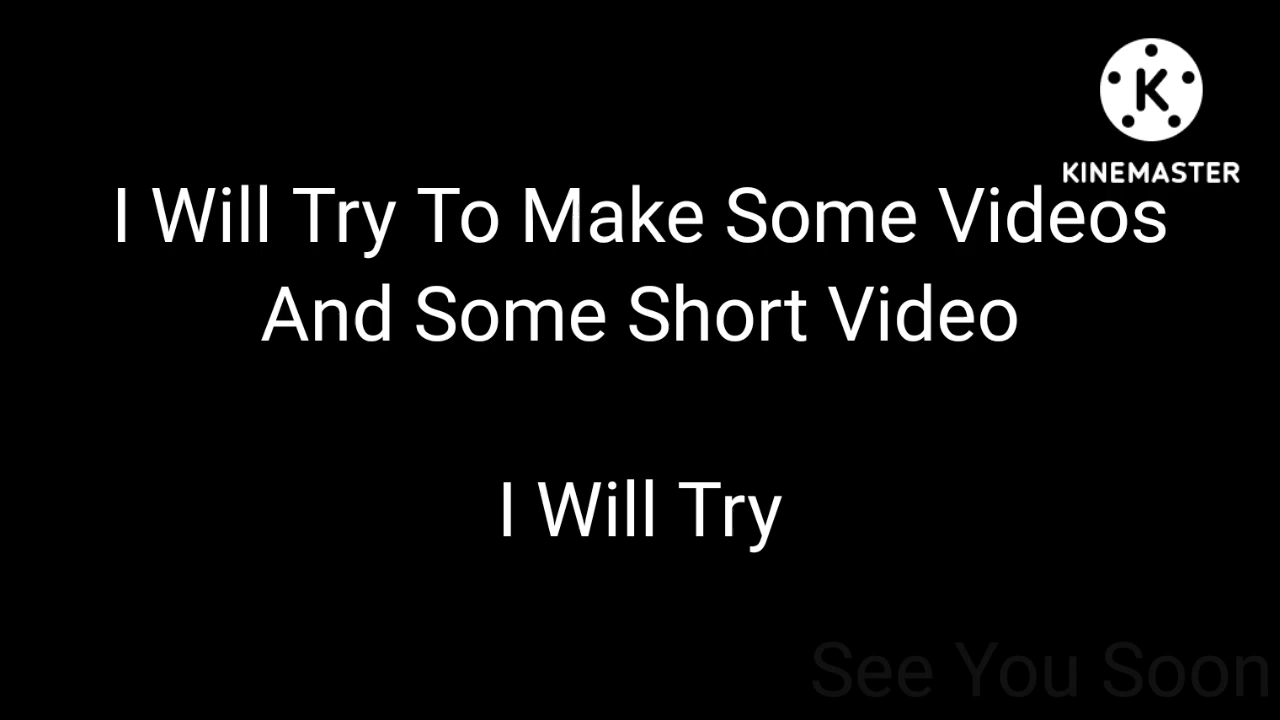 K
KINEMASTER
I Will Try To Make Some Videos
And Some Short Video
I Will Try
See You Soon